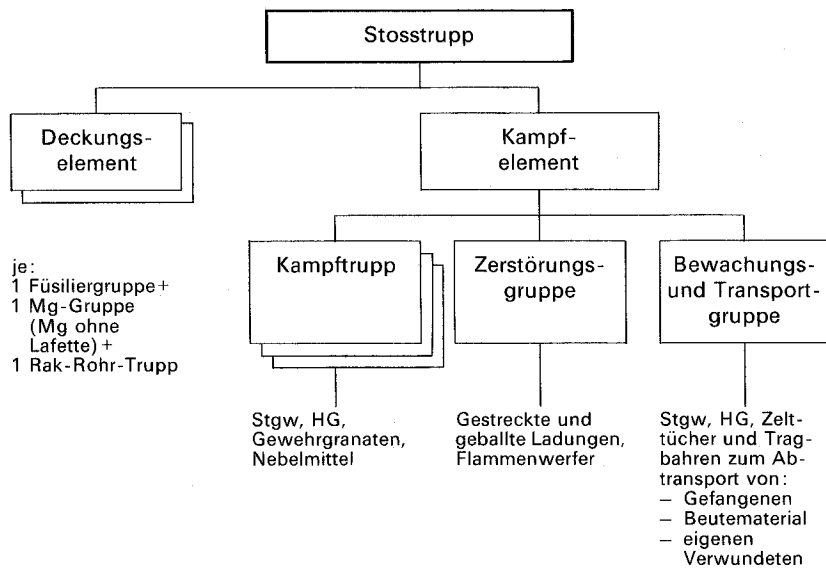 Stosstrupp
Deckungs-
element
Kampf-
element
je:
1 Füsiliergruppe+
1 Mg-Gruppe
(Mg ohne
Lafette)+
1 Rak-Rohr-Trupp
Kampftrupp
Zerstörungs-
gruppe
Bewachungs-
und Transport-
gruppe
Stgw, HG,
Gewehrgranaten,
Nebelmittel
Gestreckte und
geballte Ladungen,
Flammenwerfer
Stgw, HG, Zelt-
tücher und Trag-
bahren zum Ab-
transport von:
– Gefangenen
– Beutematerial
– eigenen
Verwundeten